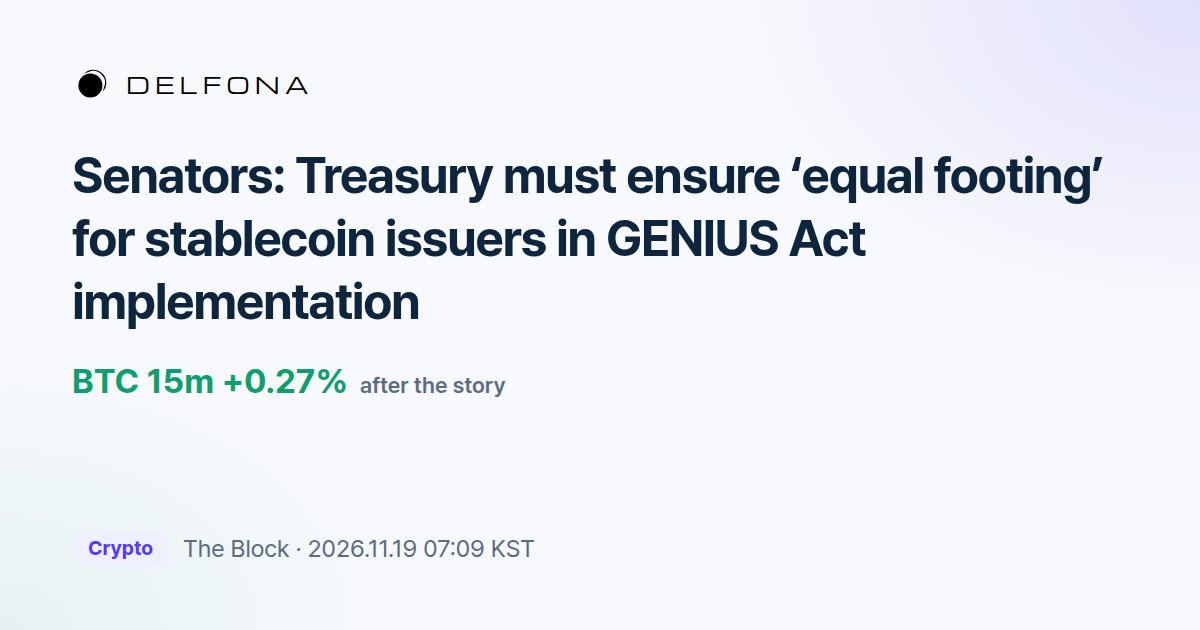 DELFONA
Senators: Treasury must ensure ‘equal footing’
for stablecoin issuers in GENIUS Act
implementation
BTC 15m +0.27% after the story
Crypto The Block · 2026.11.19 07:09 KST